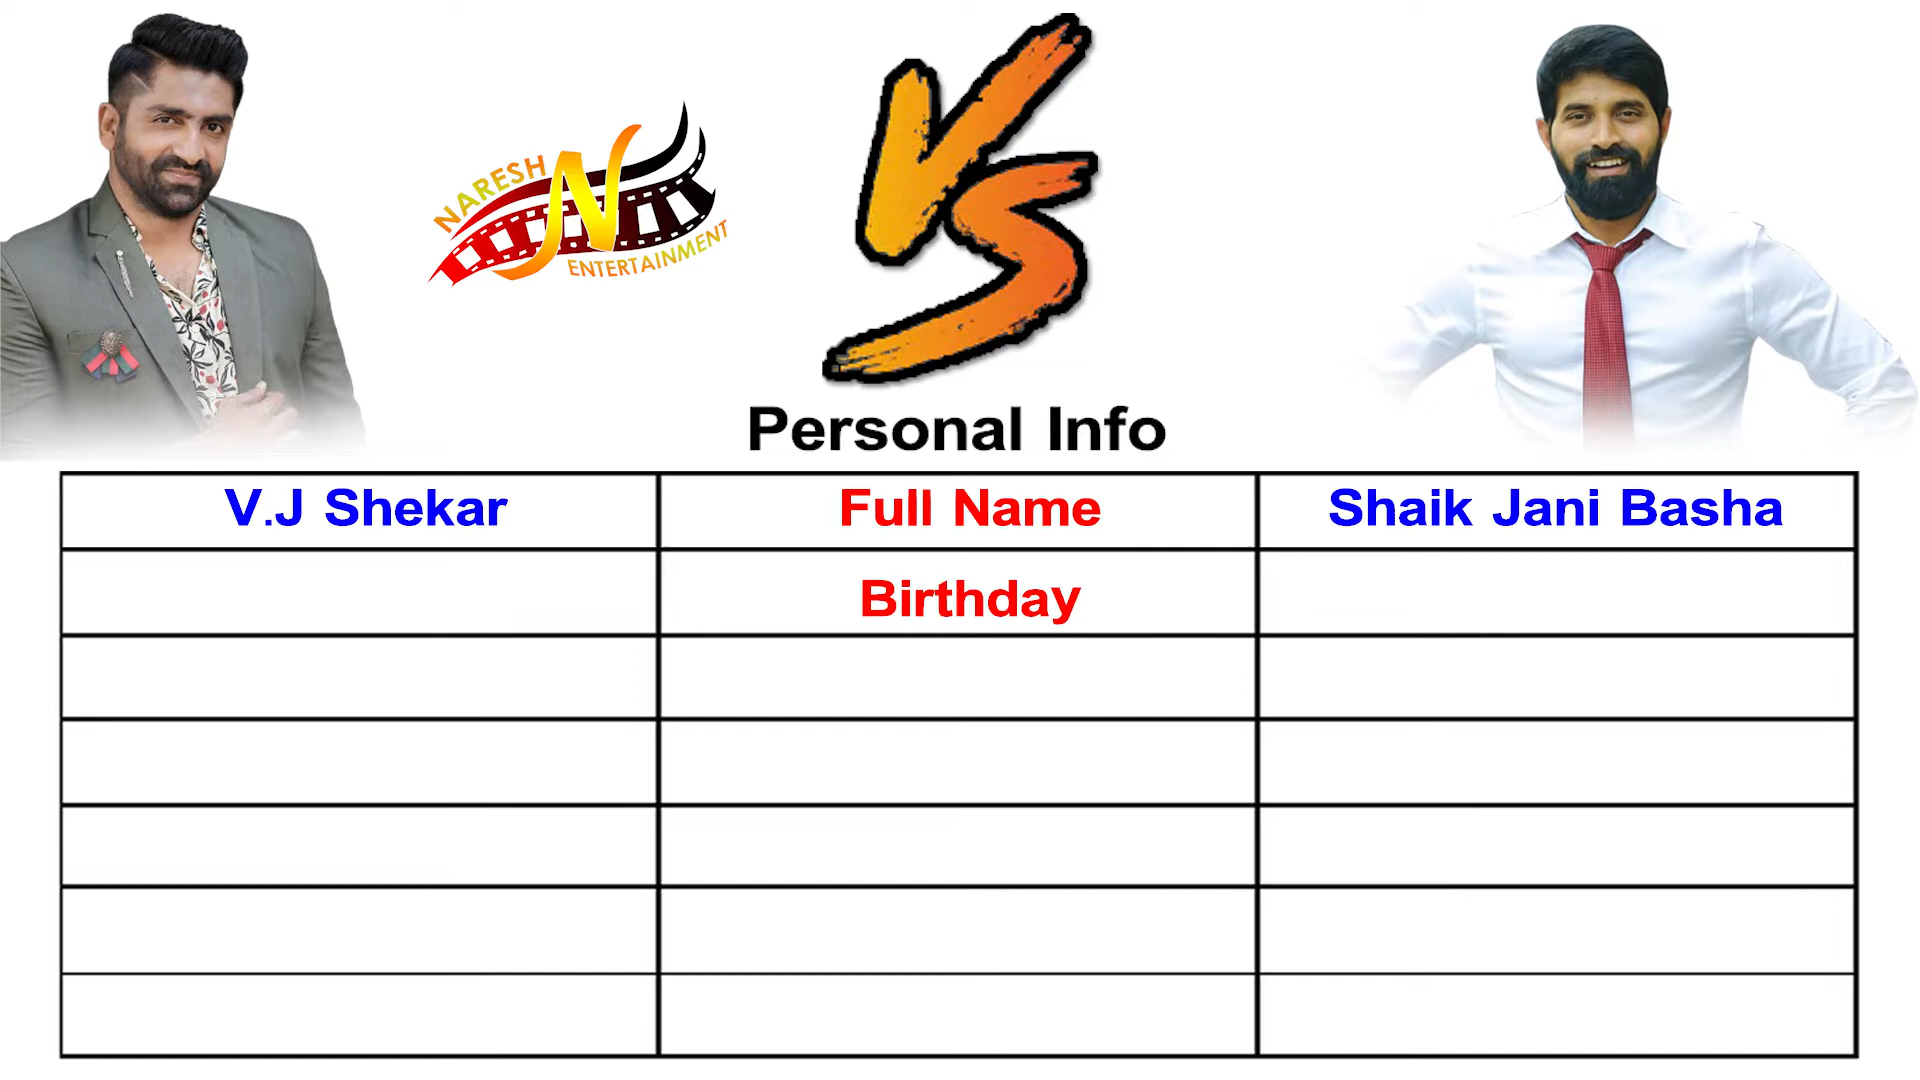 NARESH
N
ENTERTAINMENT
VS
Personal Info
V.J Shekar
Full Name
Shaik Jani Basha
Birthday